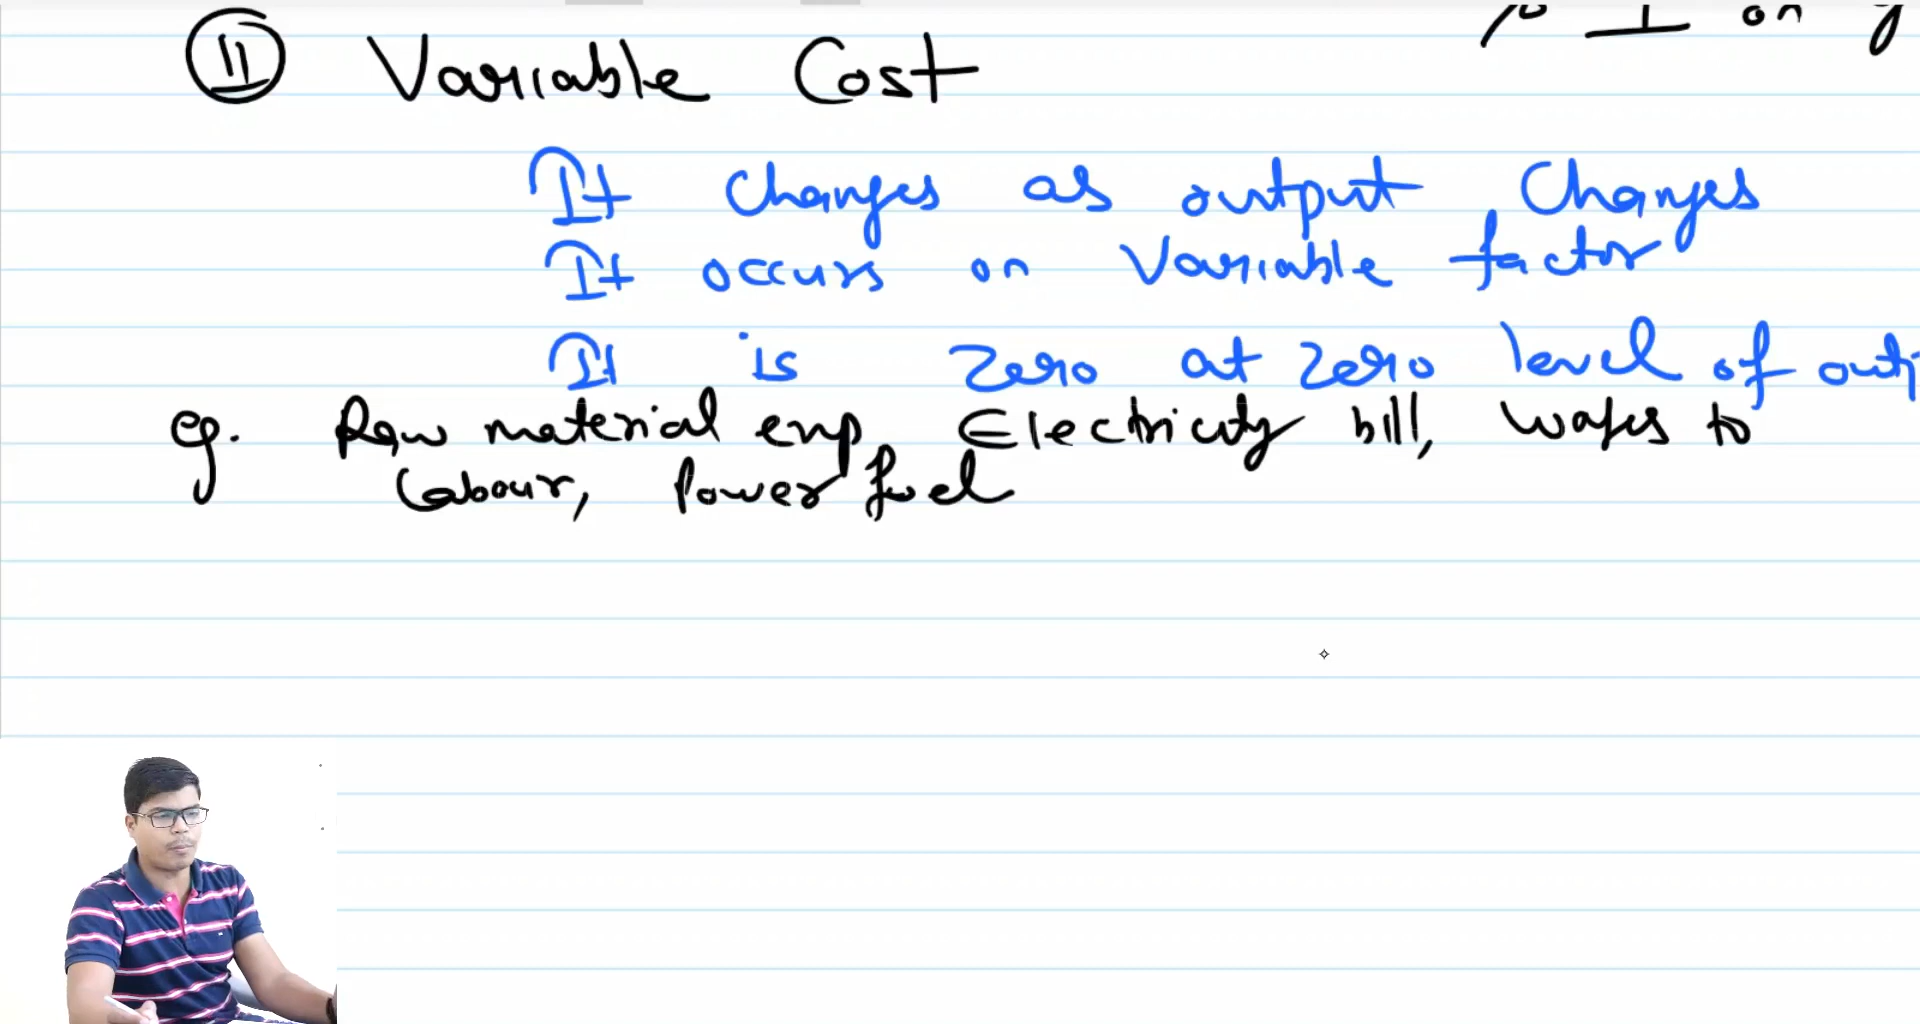 on
II Variable Cost
It changes as output changes
It occurs on variable factor
It is zero at zero level of outp
eg. Raw material exp, Electricity bill, wages to
Labour, Power fuel